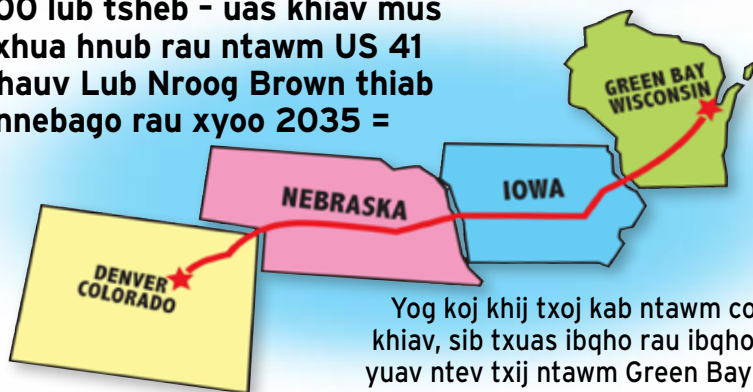 00 lub tsheb – uas khiav mus
xhua hnub rau ntawm US 41
hauv Lub Nroog Brown thiab
nnebago rau xyoo 2035 =
GREEN BAY
WISCONSIN
IOWA
NEBRASKA
DENVER
COLORADO
Yog koj khij txoj kab ntawm co
khiav, sib txuas ibqho rau ibqho
yuav ntev txij ntawm Green Bay